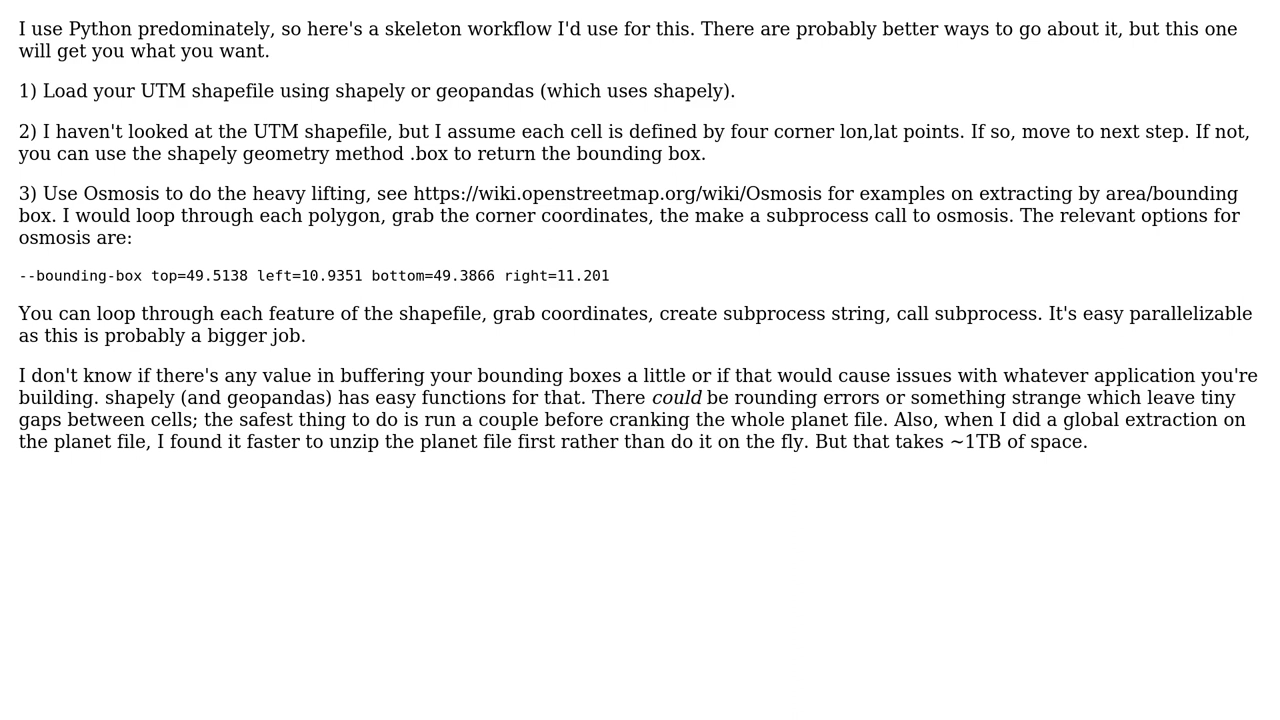 I use Python predominately, so here's a skeleton workflow I'd use for this. There are probably better ways to go about it, but this one
will get you what you want.
1) Load your UTM shapefile using shapely or geopandas (which uses shapely).
2) I haven't looked at the UTM shapefile, but I assume each cell is defined by four corner lon,lat points. If so, move to next step. If not,
you can use the shapely geometry method .box to return the bounding box.
3) Use Osmosis to do the heavy lifting, see https://wiki.openstreetmap.org/wiki/Osmosis for examples on extracting by area/bounding
box. I would loop through each polygon, grab the corner coordinates, the make a subprocess call to osmosis. The relevant options for
osmosis are:
--bounding-box top=49.5138 left=10.9351 bottom=49.3866 right=11.201
You can loop through each feature of the shapefile, grab coordinates, create subprocess string, call subprocess. It's easy parallelizable
as this is probably a bigger job.
I don't know if there's any value in buffering your bounding boxes a little or if that would cause issues with whatever application you're
building. shapely (and geopandas) has easy functions for that. There could be rounding errors or something strange which leave tiny
gaps between cells; the safest thing to do is run a couple before cranking the whole planet file. Also, when I did a global extraction on
the planet file, I found it faster to unzip the planet file first rather than do it on the fly. But that takes ~1TB of space.